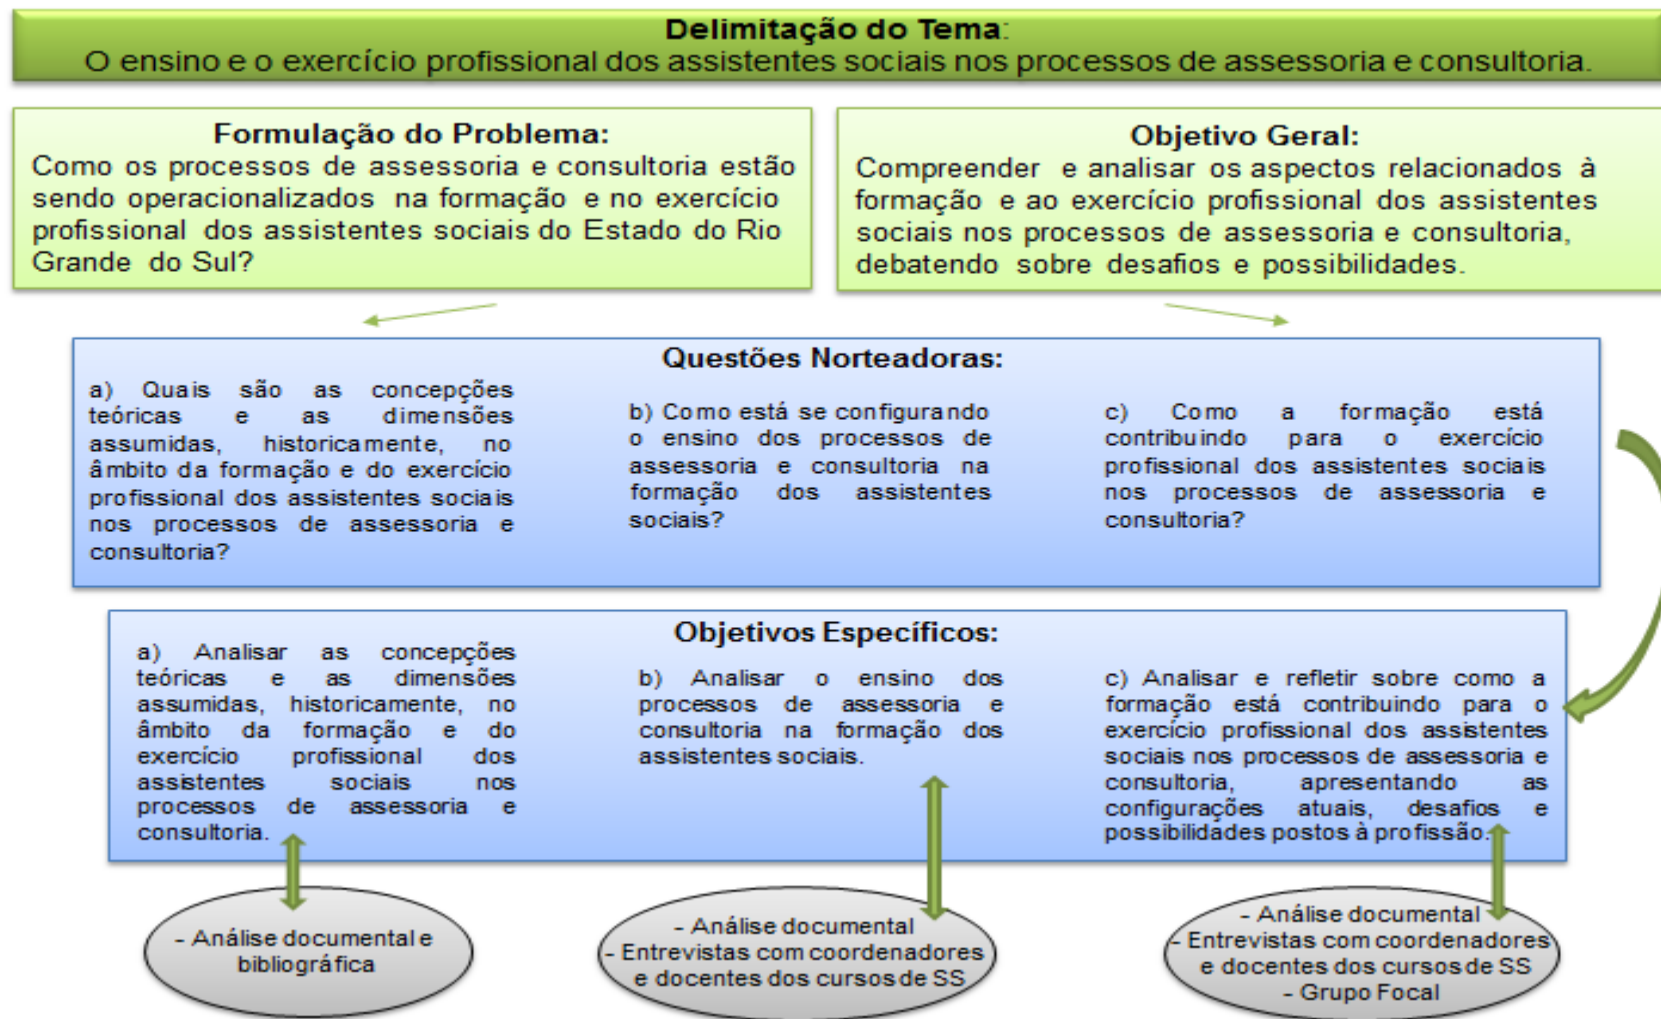 Delimitação do Tema:
O ensino e o exercício profissional dos assistentes sociais nos processos de assessoria e consultoria.
Formulação do Problema:
Como os processos de assessoria e consultoria estão
sendo operacionalizados na formação e no exercício
profissional dos assistentes sociais do Estado do Rio
Grande do Sul?
Objetivo Geral:
Compreender e analisar os aspectos relacionados à
formação e ao exercício profissional dos assistentes
sociais nos processos de assessoria e consultoria,
debatendo sobre desafios e possibilidades.
Questões Norteadoras:
a) Quais são as concepções
teóricas e as dimensões
assumidas, historicamente, no
âmbito da formação e do exercício
profissional dos assistentes sociais
nos processos de assessoria e
consultoria?
b) Como está se configurando
o ensino dos processos de
assessoria e consultoria na
formação dos assistentes
sociais?
c) Como a formação está
contribuindo para o exercício
profissional dos assistentes sociais
nos processos de assessoria e
consultoria?
Objetivos Específicos:
a) Analisar as concepções
teóricas e as dimensões
assumidas, historicamente, no
âmbito da formação e do
exercício profissional dos
assistentes sociais nos
processos de assessoria e
consultoria.
b) Analisar o ensino dos
processos de assessoria e
consultoria na formação dos
assistentes sociais.
c) Analisar e refletir sobre como a
formação está contribuindo para o
exercício profissional dos assistentes
sociais nos processos de assessoria e
consultoria, apresentando as
configurações atuais, desafios e
possibilidades postos à profissão.
- Análise documental e
bibliográfica
- Análise documental
- Entrevistas com coordenadores
e docentes dos cursos de SS
- Análise documental
- Entrevistas com coordenadores
e docentes dos cursos de SS
- Grupo Focal